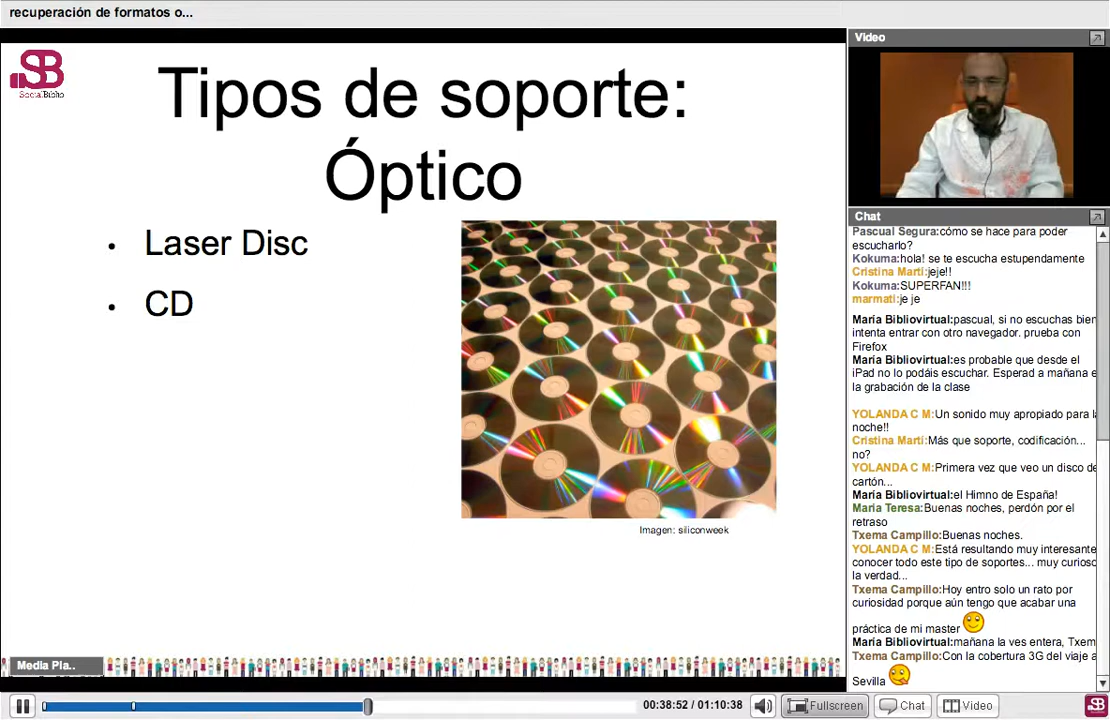 recuperación de formatos o...
SB
SocialBiblio
Tipos de soporte:
Óptico
• Laser Disc
• CD
Imagen: siliconweek
Media Pla..
Video
Chat
Pascual Segura:cómo se hace para poder
escucharlo?
Kokuma:hola! se te escucha estupendamente
Cristina Martí:jeje!!
Kokuma:SUPERFAN!!!
marmati:je je
María Bibliovirtual:pascual, si no escuchas bien
intenta entrar con otro navegador. prueba con
Firefox
María Bibliovirtual:es probable que desde el
iPad no lo podáis escuchar. Esperad a mañana
la grabación de la clase
YOLANDA C M:Un sonido muy apropiado para
noche!!
Cristina Martí:Más que soporte, codificación...
no?
YOLANDA C M:Primera vez que veo un disco de
cartón...
María Bibliovirtual:el Himno de España!
María Teresa:Buenas noches, perdón por el
retraso
Txema Campillo:Buenas noches.
YOLANDA C M:Está resultando muy interesante
conocer todo este tipo de soportes... muy curioso
la verdad...
Txema Campillo:Hoy entro solo un rato por
curiosidad porque aún tengo que acabar una
práctica de mi master
María Bibliovirtual:mañana la ves entera, Txem
Txema Campillo:Con la cobertura 3G del viaje a
Sevilla
00:38:52 / 01:10:38
Fullscreen
Chat
Video
SB